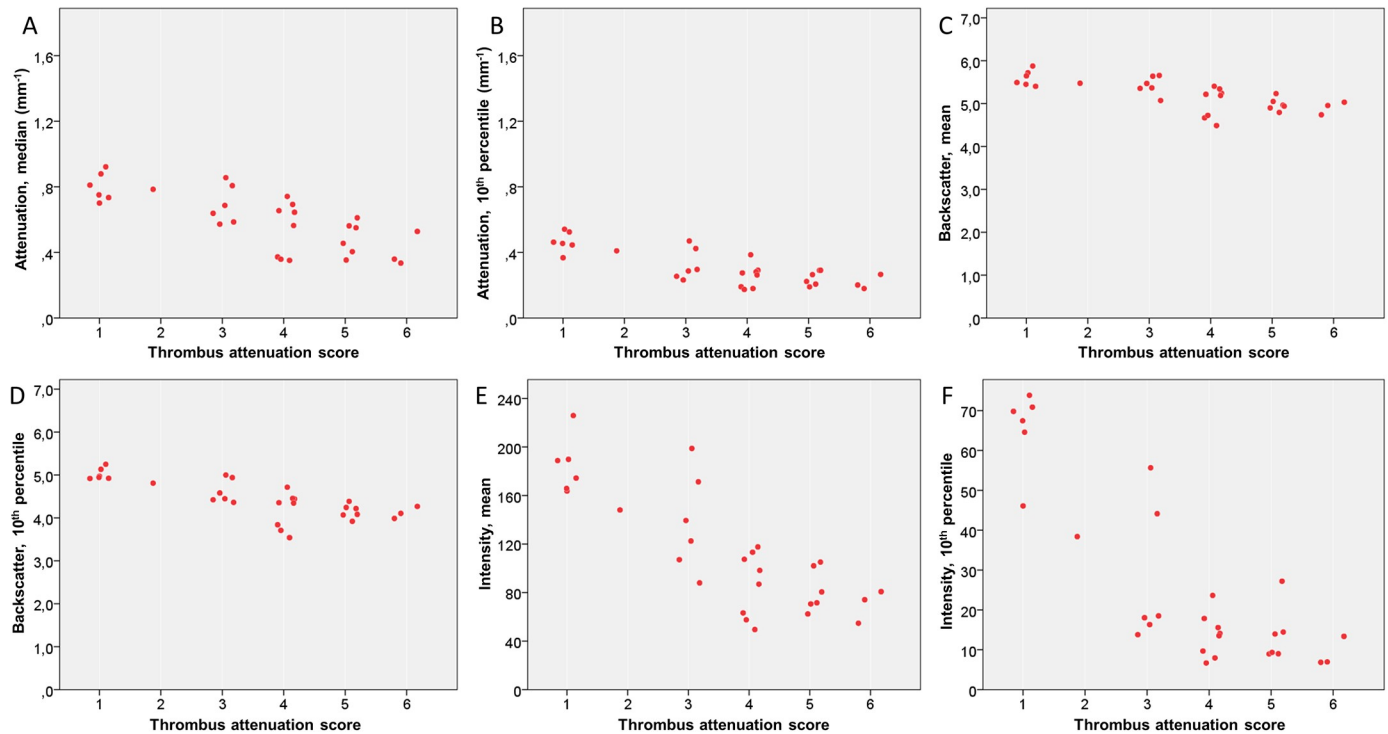 A
Attenuation, median (mm-1)
1,6
1,2
,8
,4
,0
1 2 3 4 5 6
Thrombus attenuation score
B
Attenuation, 10th percentile (mm-1)
1,6
1,2
,8
,4
,0
1 2 3 4 5 6
Thrombus attenuation score
C
Backscatter, mean
7,0
6,0
5,0
4,0
3,0
2,0
1,0
,0
1 2 3 4 5 6
Thrombus attenuation score
D
Backscatter, 10th percentile
7,0
6,0
5,0
4,0
3,0
2,0
1,0
,0
1 2 3 4 5 6
Thrombus attenuation score
E
Intensity, mean
240
200
160
120
80
40
0
1 2 3 4 5 6
Thrombus attenuation score
F
Intensity, 10th percentile
70
60
50
40
30
20
10
0
1 2 3 4 5 6
Thrombus attenuation score